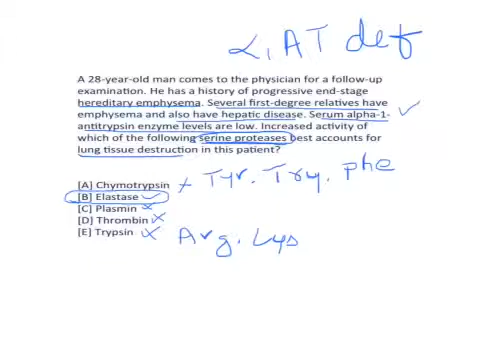 α, AT def
A 28-year-old man comes to the physician for a follow-up
examination. He has a history of progressive end-stage
hereditary emphysema. Several first-degree relatives have
emphysema and also have hepatic disease. Serum alpha-1-
antitrypsin enzyme levels are low. Increased activity of
which of the following serine proteases best accounts for
lung tissue destruction in this patient?
[A] Chymotrypsin Tyr. Try. phe
[B] Elastase
[C] Plasmin
[D] Thrombin
[E] Trypsin Arg. Lys